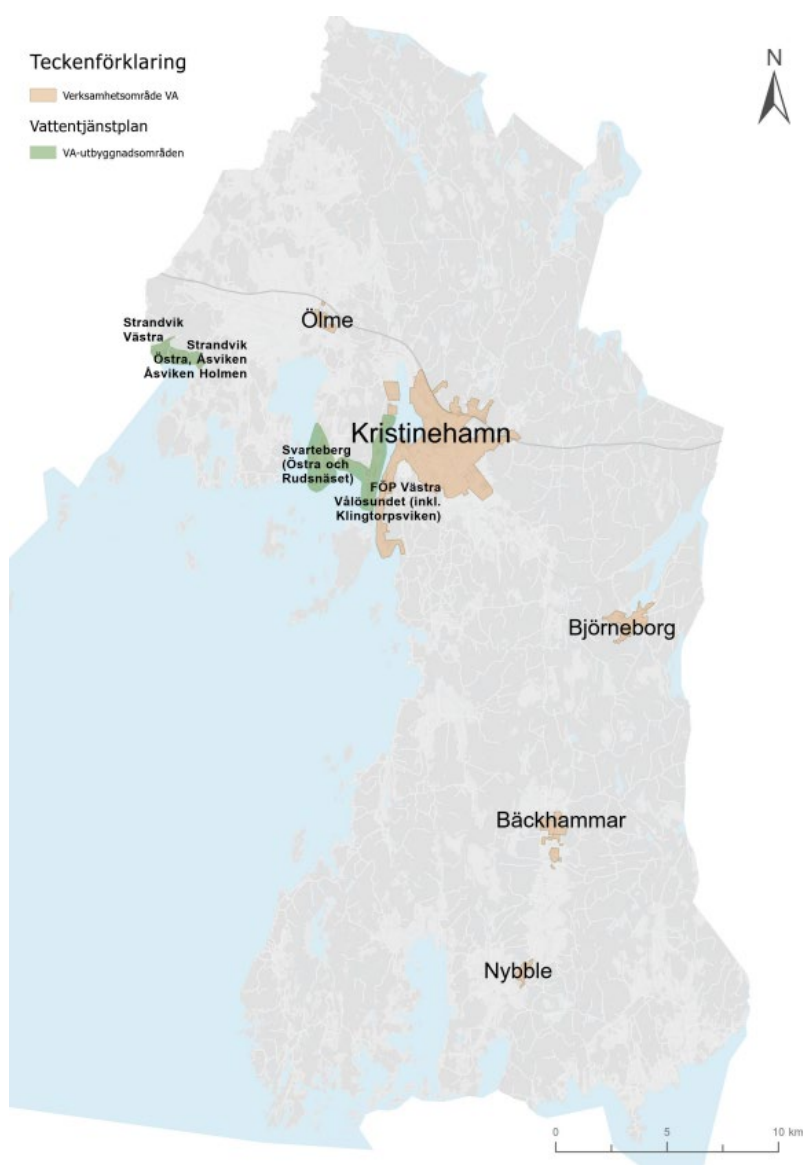 Teckenförklaring
Verksamhetsområde VA
Vattentjänstplan
VA-utbyggnadsområden
N
Ölme
Strandvik
Västra
Strandvik
Östra, Åsviken
Åsviken Holmen
Kristinehamn
Svarteberg
(Östra och
Rudsnäset)
FÖP Västra
Vålösundet (inkl.
Klingtorpsviken)
Björneborg
Bäckhammar
Nybble
0 5 10 km